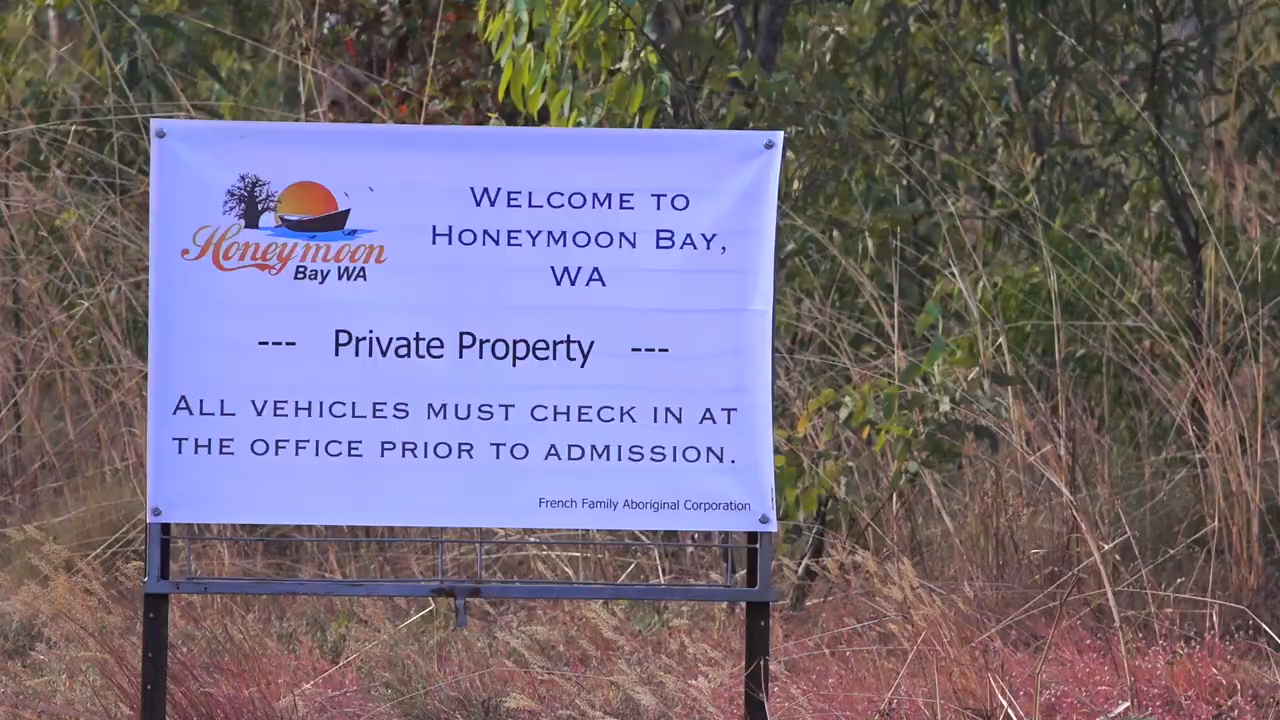 Honeymoon
Bay WA
WELCOME TO
HONEYMOON BAY,
WA
--- Private Property ---
ALL VEHICLES MUST CHECK IN AT
THE OFFICE PRIOR TO ADMISSION.
French Family Aboriginal Corporation